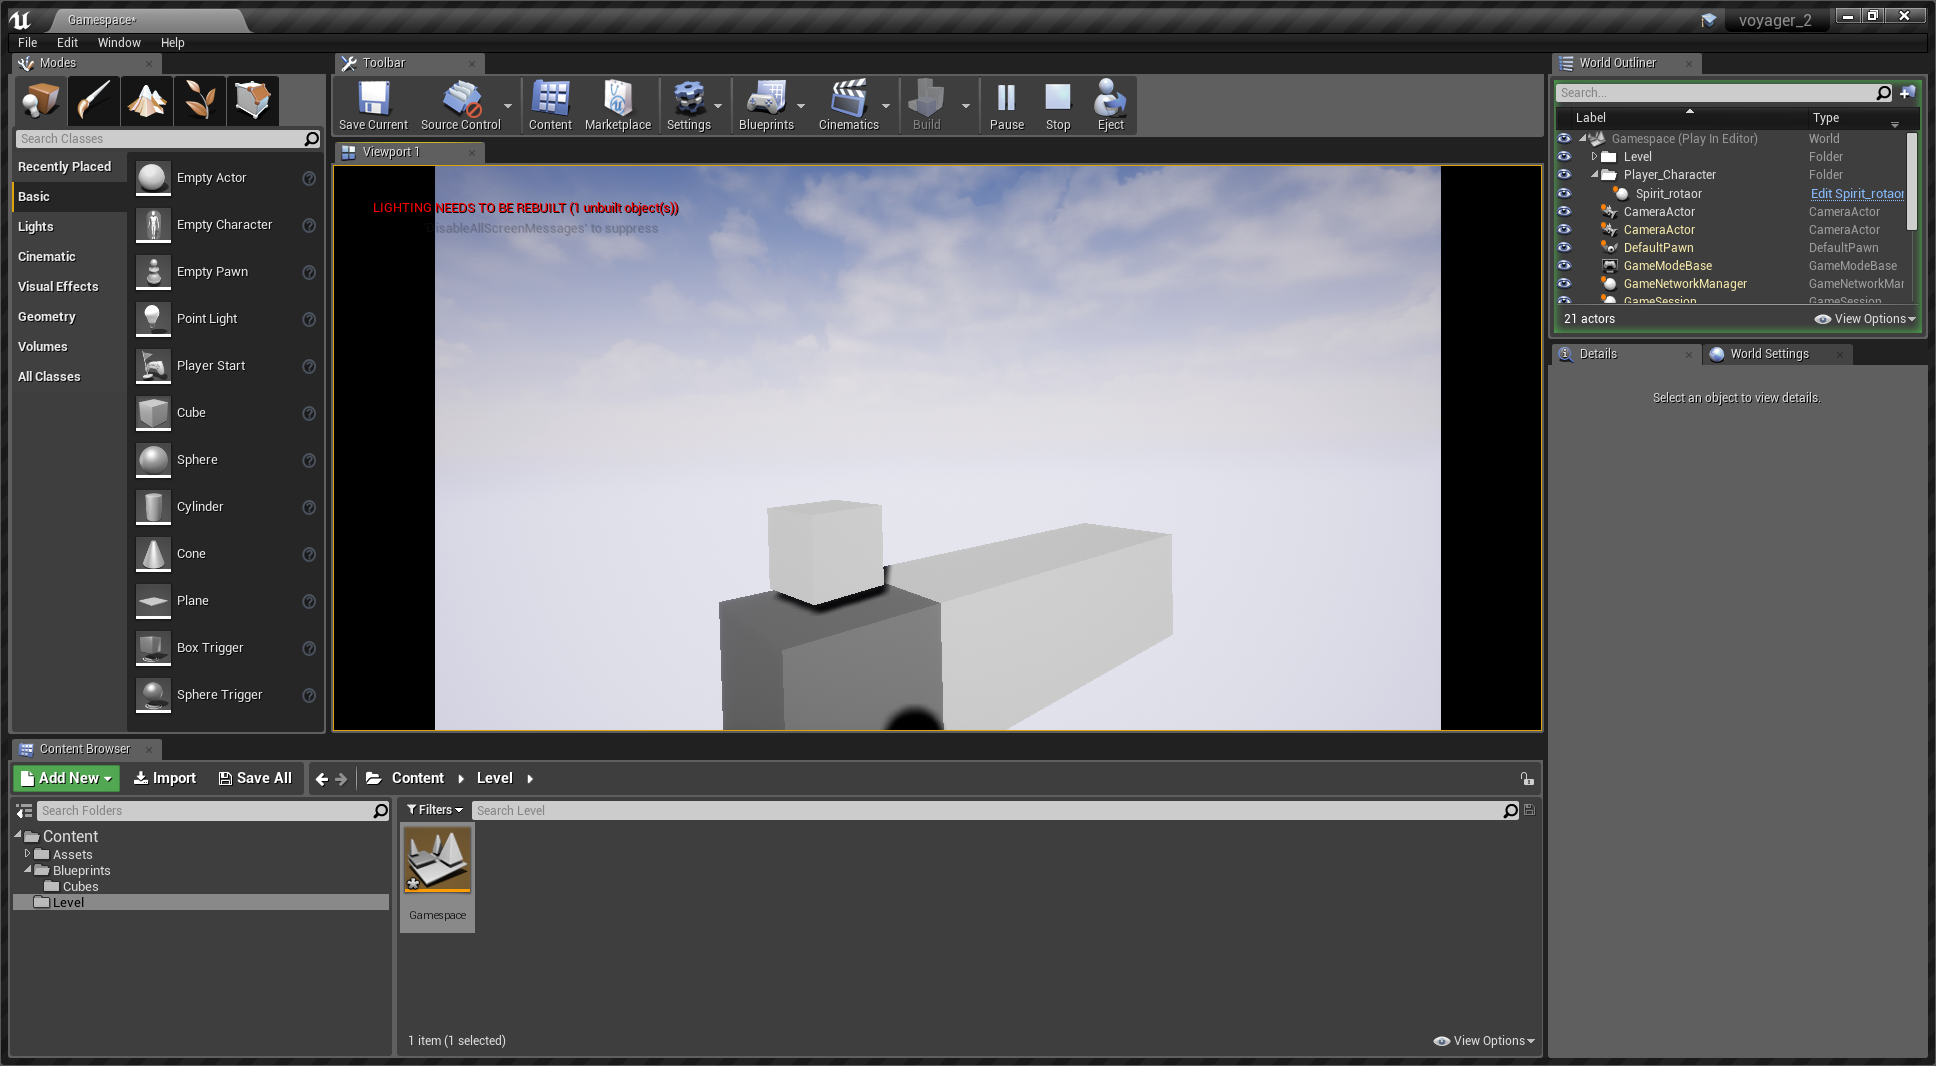 Gamespace*
voyager_2
File Edit Window Help
Modes
Search Classes
Recently Placed
Basic
Lights
Cinematic
Visual Effects
Geometry
Volumes
All Classes
Empty Actor
Empty Character
Empty Pawn
Point Light
Player Start
Cube
Sphere
Cylinder
Cone
Plane
Box Trigger
Sphere Trigger
Toolbar
Save Current Source Control Content Marketplace Settings Blueprints Cinematics Build Pause Stop Eject
Viewport 1
LIGHTING NEEDS TO BE REBUILT (1 unbuilt object(s))
'DisableAllScreenMessages' to suppress
World Outliner
Search...
Label Type
Gamespace (Play In Editor) World
Level Folder
Player_Character Folder
Spirit_rotaor Edit Spirit_rotaor
CameraActor CameraActor
CameraActor CameraActor
DefaultPawn DefaultPawn
GameModeBase GameModeBase
GameNetworkManager GameNetworkMar
GameSession GameSession
21 actors View Options
Details World Settings
Select an object to view details.
Content Browser
Add New Import Save All Content Level
Search Folders
Content
Assets
Blueprints
Cubes
Level
Filters Search Level
Gamespace
1 item (1 selected) View Options